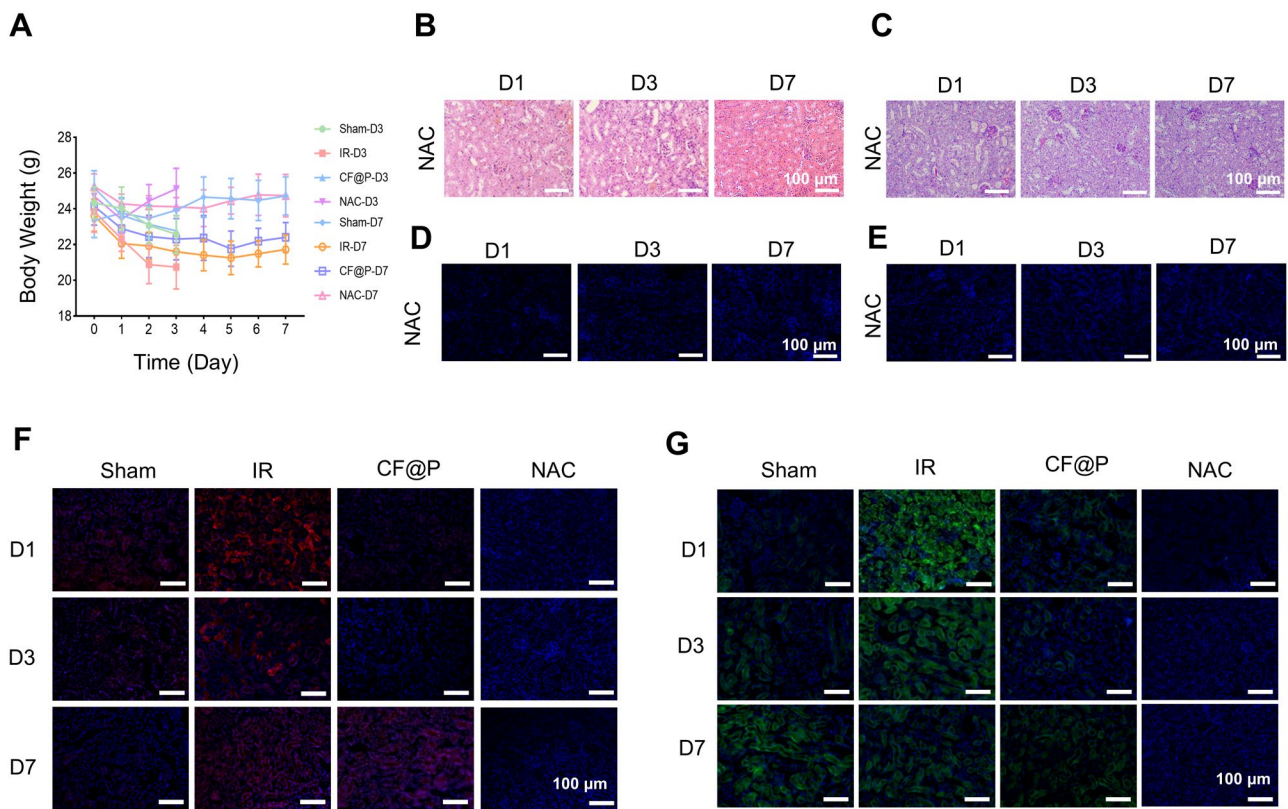 A
Body Weight (g)
28
26
24
22
20
18
0 1 2 3 4 5 6 7
Time (Day)
Sham-D3
IR-D3
CF@P-D3
NAC-D3
Sham-D7
IR-D7
CF@P-D7
NAC-D7
B
D1 D3 D7
NAC
100 µm
C
D1 D3 D7
NAC
100 µm
D
D1 D3 D7
NAC
100 µm
E
D1 D3 D7
NAC
100 µm
F
Sham IR CF@P NAC
D1
D3
D7
100 µm
G
Sham IR CF@P NAC
D1
D3
D7
100 µm